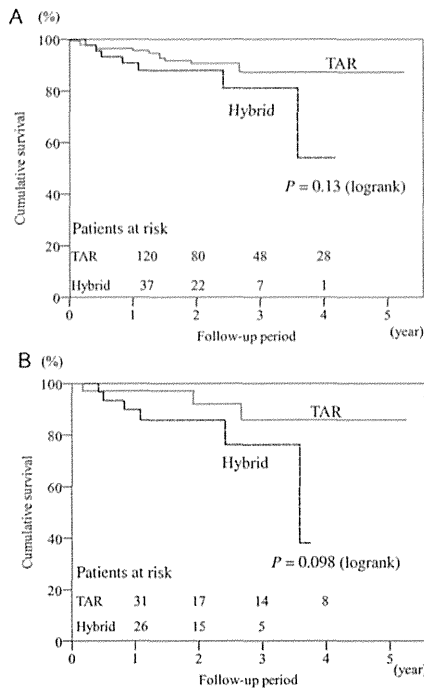 A (%)
100
TAR
80
Hybrid
60
P = 0.13 (logrank)
40
Patients at risk
20
TAR 120 80 48 28
Hybrid 37 22 7 1
0
0 1 2 3 4 5 (year)
Follow-up period
Cumulative survival
B (%)
100
TAR
80
Hybrid
60
40
P = 0.098 (logrank)
Patients at risk
20
TAR 31 17 14 8
Hybrid 26 15 5
0
0 1 2 3 4 5 (year)
Follow-up period
Cumulative survival